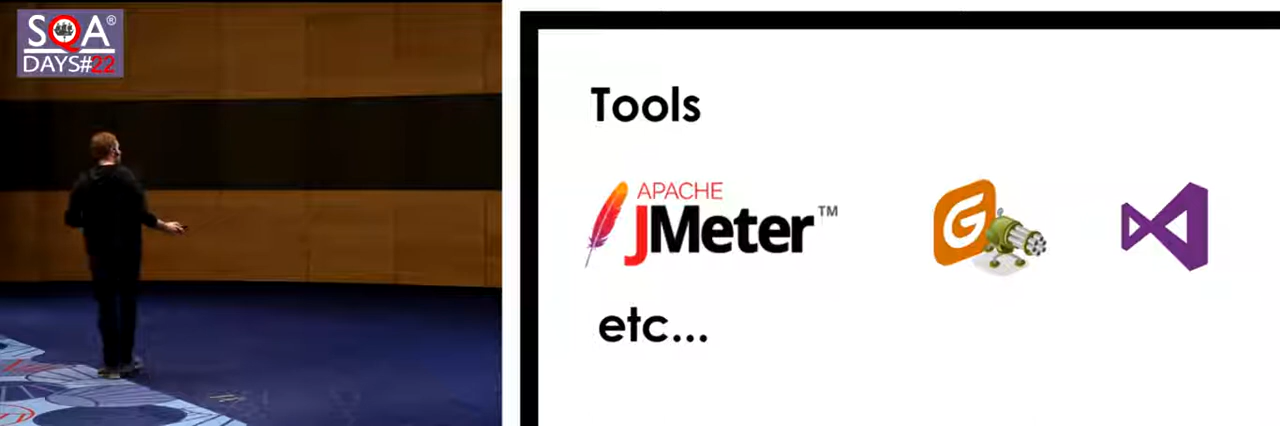 SQA®
DAYS#22
Tools
APACHE
JMeter™
G
etc...